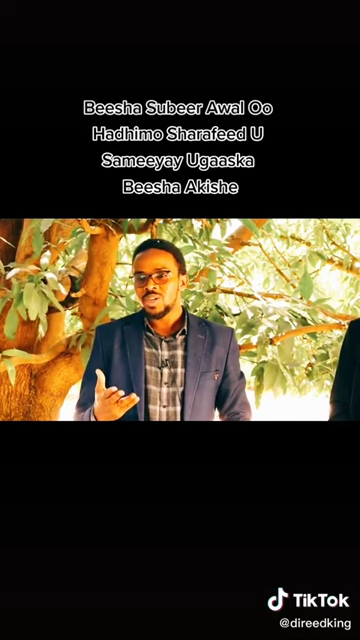 Beesha Subeer Awal Oo
Hadhimo Sharafeed U
Sameeyay Ugaaska
Beesha Akishe
TikTok
@direedking